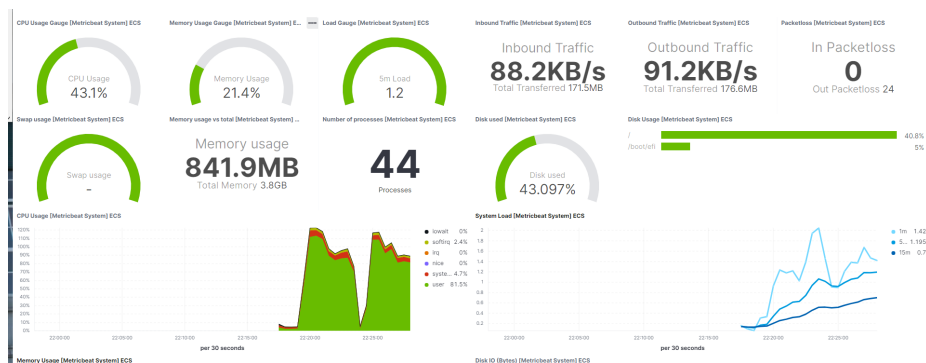 CPU Usage Gauge [Metricbeat System] ECS
Memory Usage Gauge [Metricbeat System] E...
Load Gauge [Metricbeat System] ECS
Inbound Traffic [Metricbeat System] ECS
Outbound Traffic [Metricbeat System] ECS
Packetloss [Metricbeat System] ECS
CPU Usage
43.1%
Memory Usage
21.4%
5m Load
1.2
Inbound Traffic
88.2KB/s
Total Transferred 171.5MB
Outbound Traffic
91.2KB/s
Total Transferred 176.6MB
In Packetloss
0
Out Packetloss 24
Swap usage [Metricbeat System] ECS
Memory usage vs total [Metricbeat System] ...
Number of processes [Metricbeat System] ECS
Disk used [Metricbeat System] ECS
Disk Usage [Metricbeat System] ECS
Swap usage
-
Memory usage
841.9MB
Total Memory 3.8GB
44
Processes
Disk used
43.097%
/
40.8%
/boot/efi
5%
CPU Usage [Metricbeat System] ECS
120%
110%
100%
90%
80%
70%
60%
50%
40%
30%
20%
10%
0%
22:00:00
22:05:00
22:10:00
22:15:00
22:20:00
22:25:00
per 30 seconds
iowait 0%
softirq 2.4%
irq 0%
nice 0%
syste... 4.7%
user 81.5%
System Load [Metricbeat System] ECS
2
1.8
1.6
1.4
1.2
1
0.8
0.6
0.4
0.2
22:00:00
22:05:00
22:10:00
22:15:00
22:20:00
22:25:00
per 30 seconds
1m 1.42
5... 1.195
15m 0.7
Memory Usage [Metricbeat System] ECS
Disk IO (Bytes) [Metricbeat System] ECS